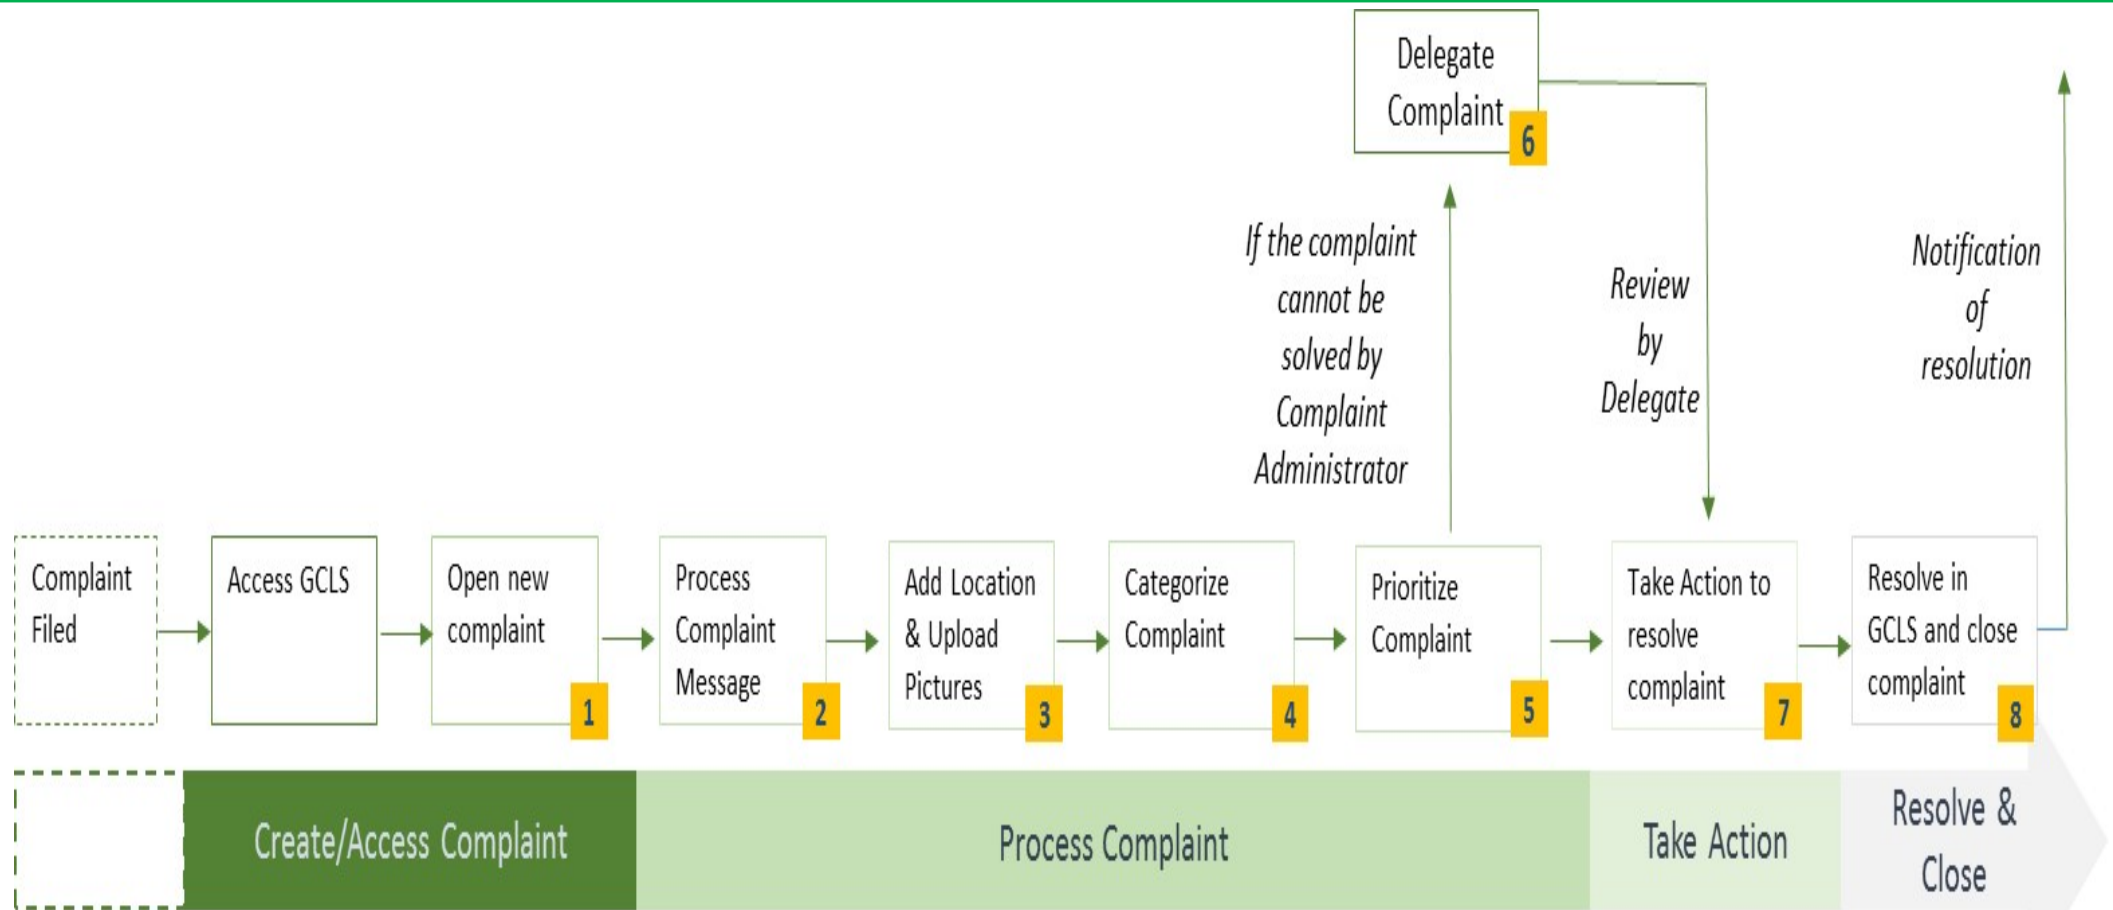 Delegate
Complaint
6
If the complaint
cannot be
solved by
Complaint
Administrator
Review
by
Delegate
Notification
of
resolution
Complaint
Filed
Access GCLS
Open new
complaint
1
Process
Complaint
Message
2
Add Location
& Upload
Pictures
3
Categorize
Complaint
4
Prioritize
Complaint
5
Take Action to
resolve
complaint
7
Resolve in
GCLS and close
complaint
8
Create/Access Complaint
Process Complaint
Take Action
Resolve &
Close